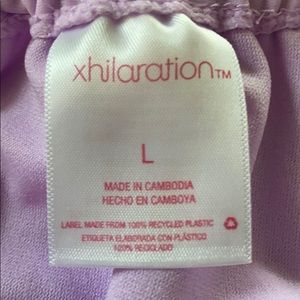 xhilaration™
L
MADE IN CAMBODIA
HECHO EN CAMBOYA
LABEL MADE FROM 100% RECYCLED PLASTIC
ETIQUETA ELABORADA CON PLÁSTICO
100% RECICLADO